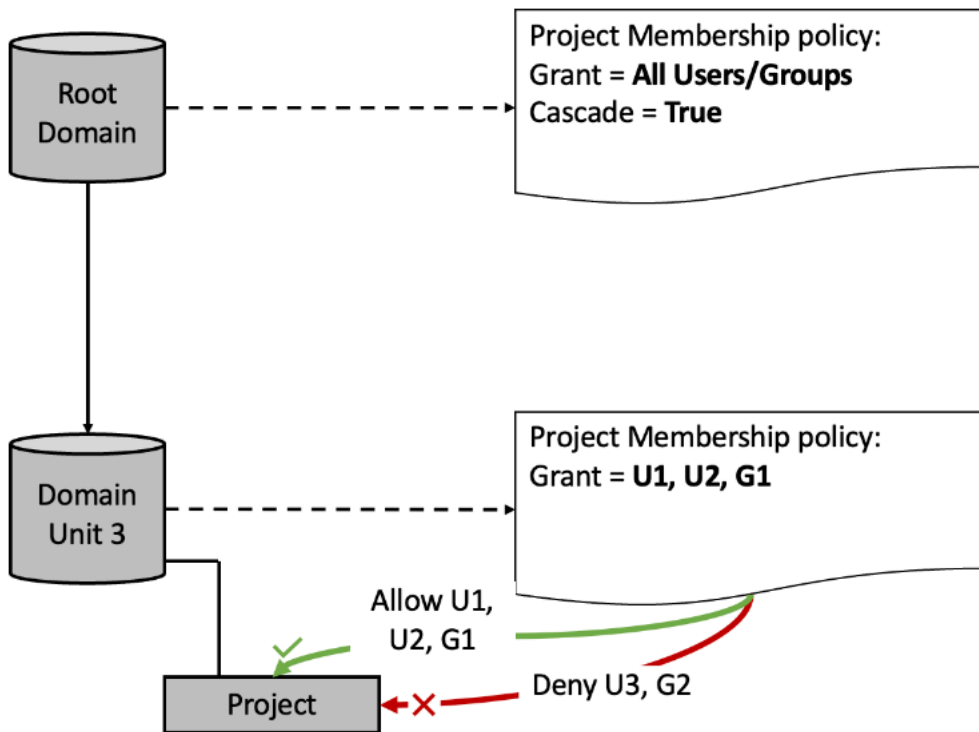 Project Membership policy:
Grant = All Users/Groups
Cascade = True
Root
Domain
Project Membership policy:
Grant = U1, U2, G1
Domain
Unit 3
Allow U1,
U2, G1
Deny U3, G2
Project